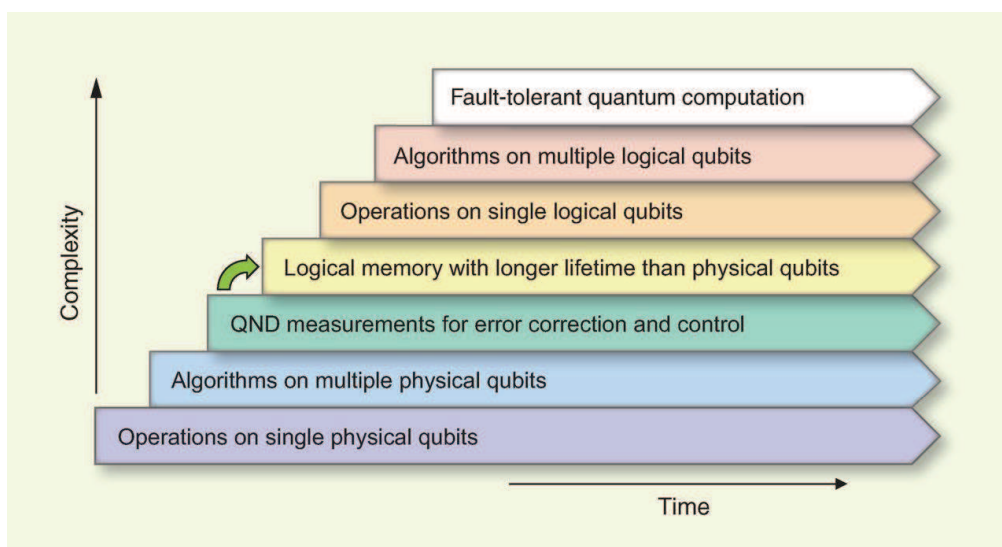 Fault-tolerant quantum computation
Algorithms on multiple logical qubits
Operations on single logical qubits
Logical memory with longer lifetime than physical qubits
QND measurements for error correction and control
Algorithms on multiple physical qubits
Operations on single physical qubits
Complexity
Time